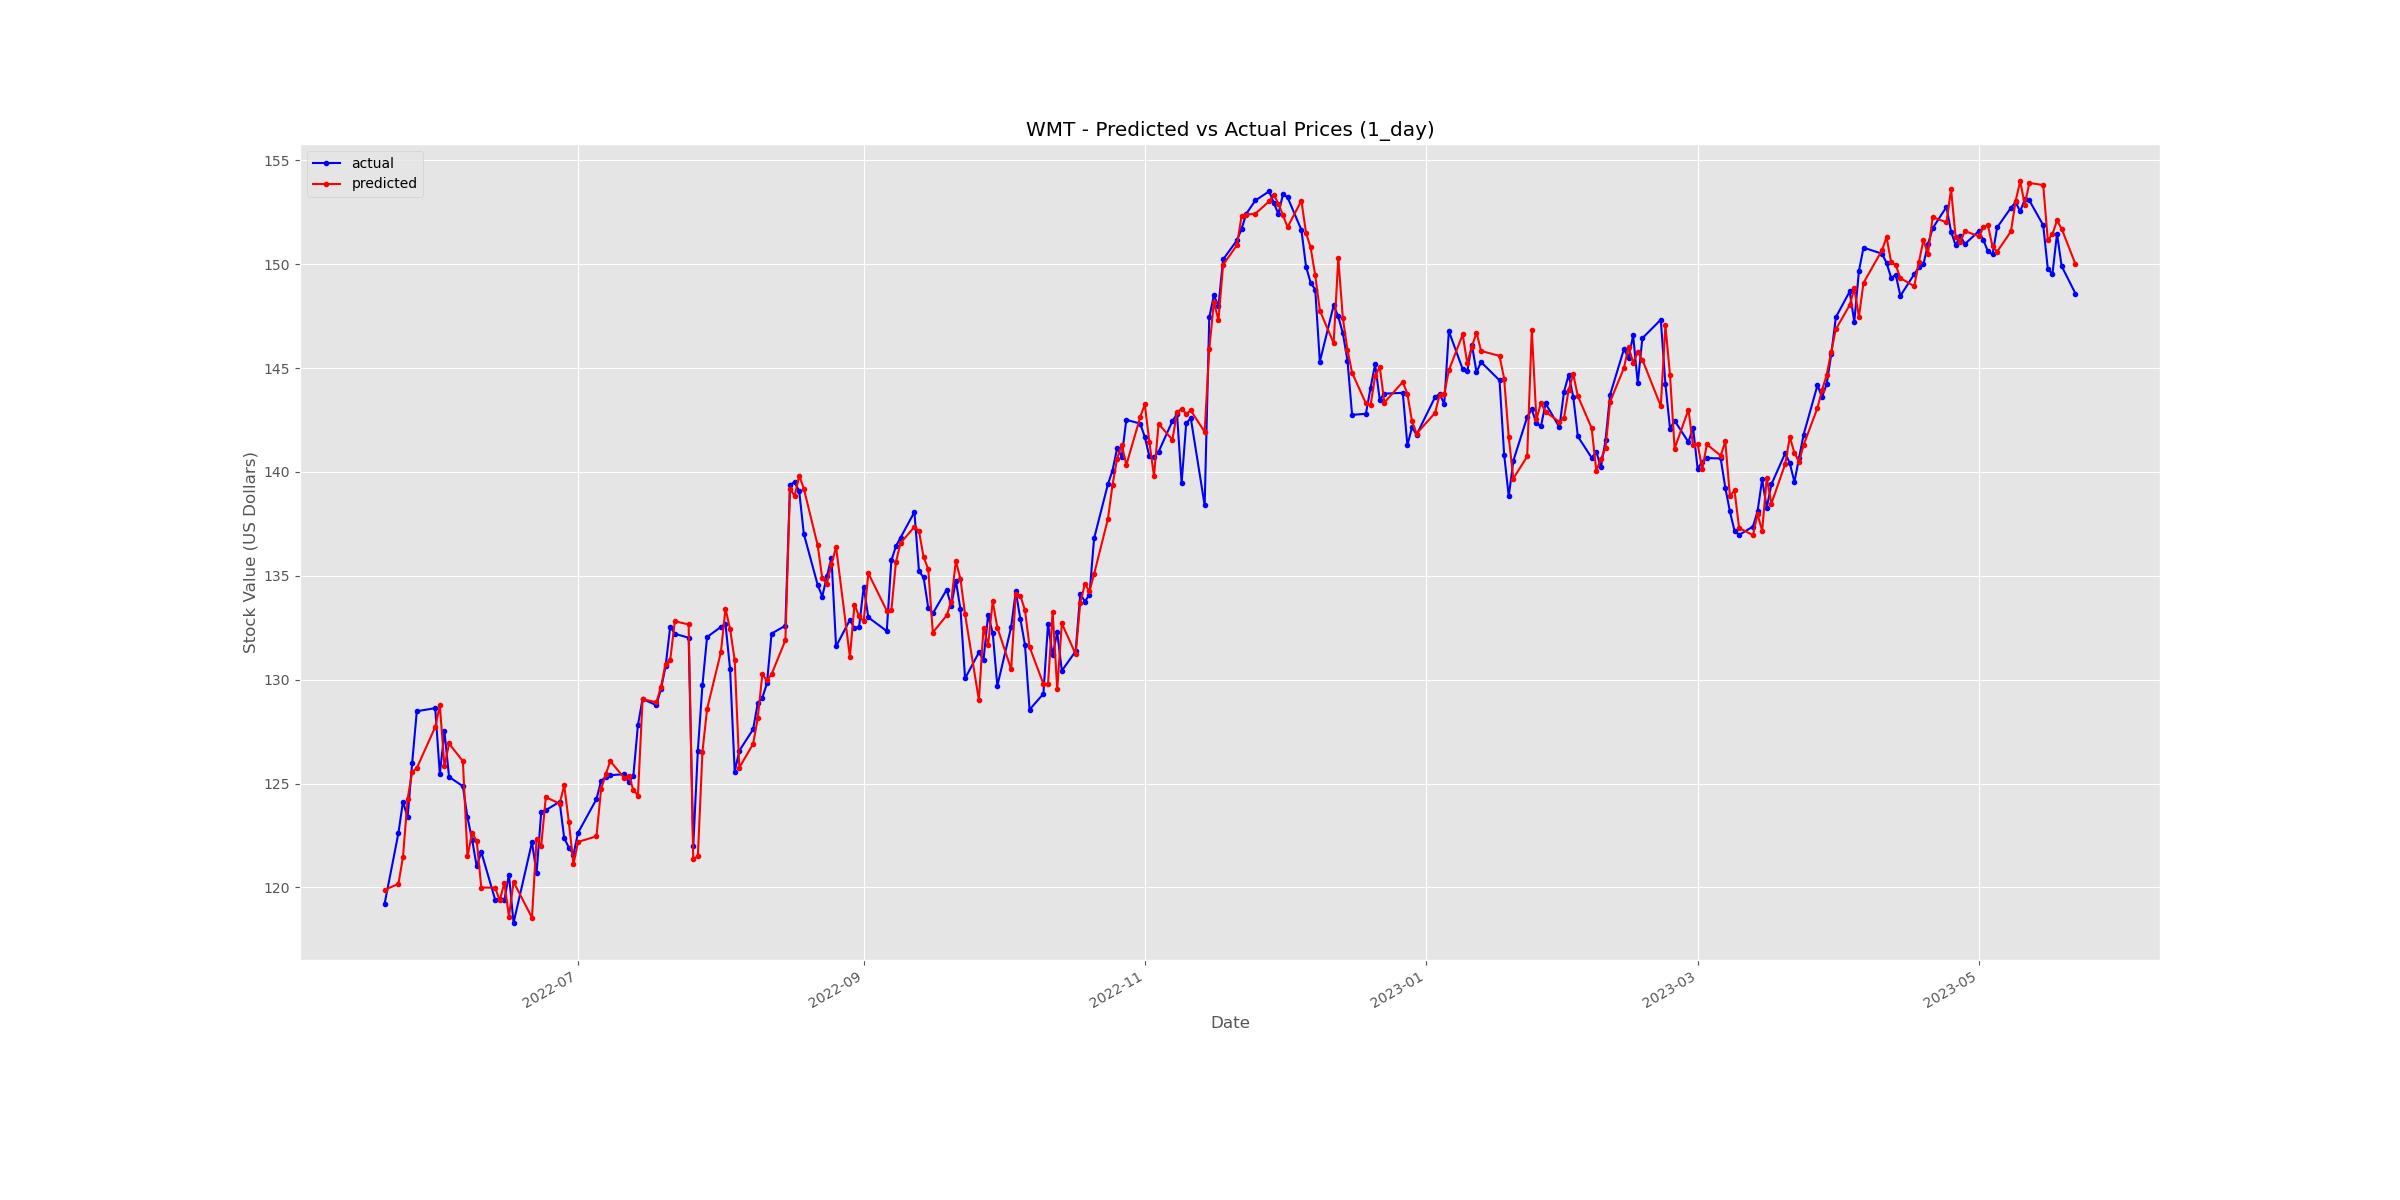 WMT - Predicted vs Actual Prices (1_day)
actual
predicted
155
150
145
140
135
130
125
120
Stock Value (US Dollars)
2022-07
2022-09
2022-11
2023-01
2023-03
2023-05
Date